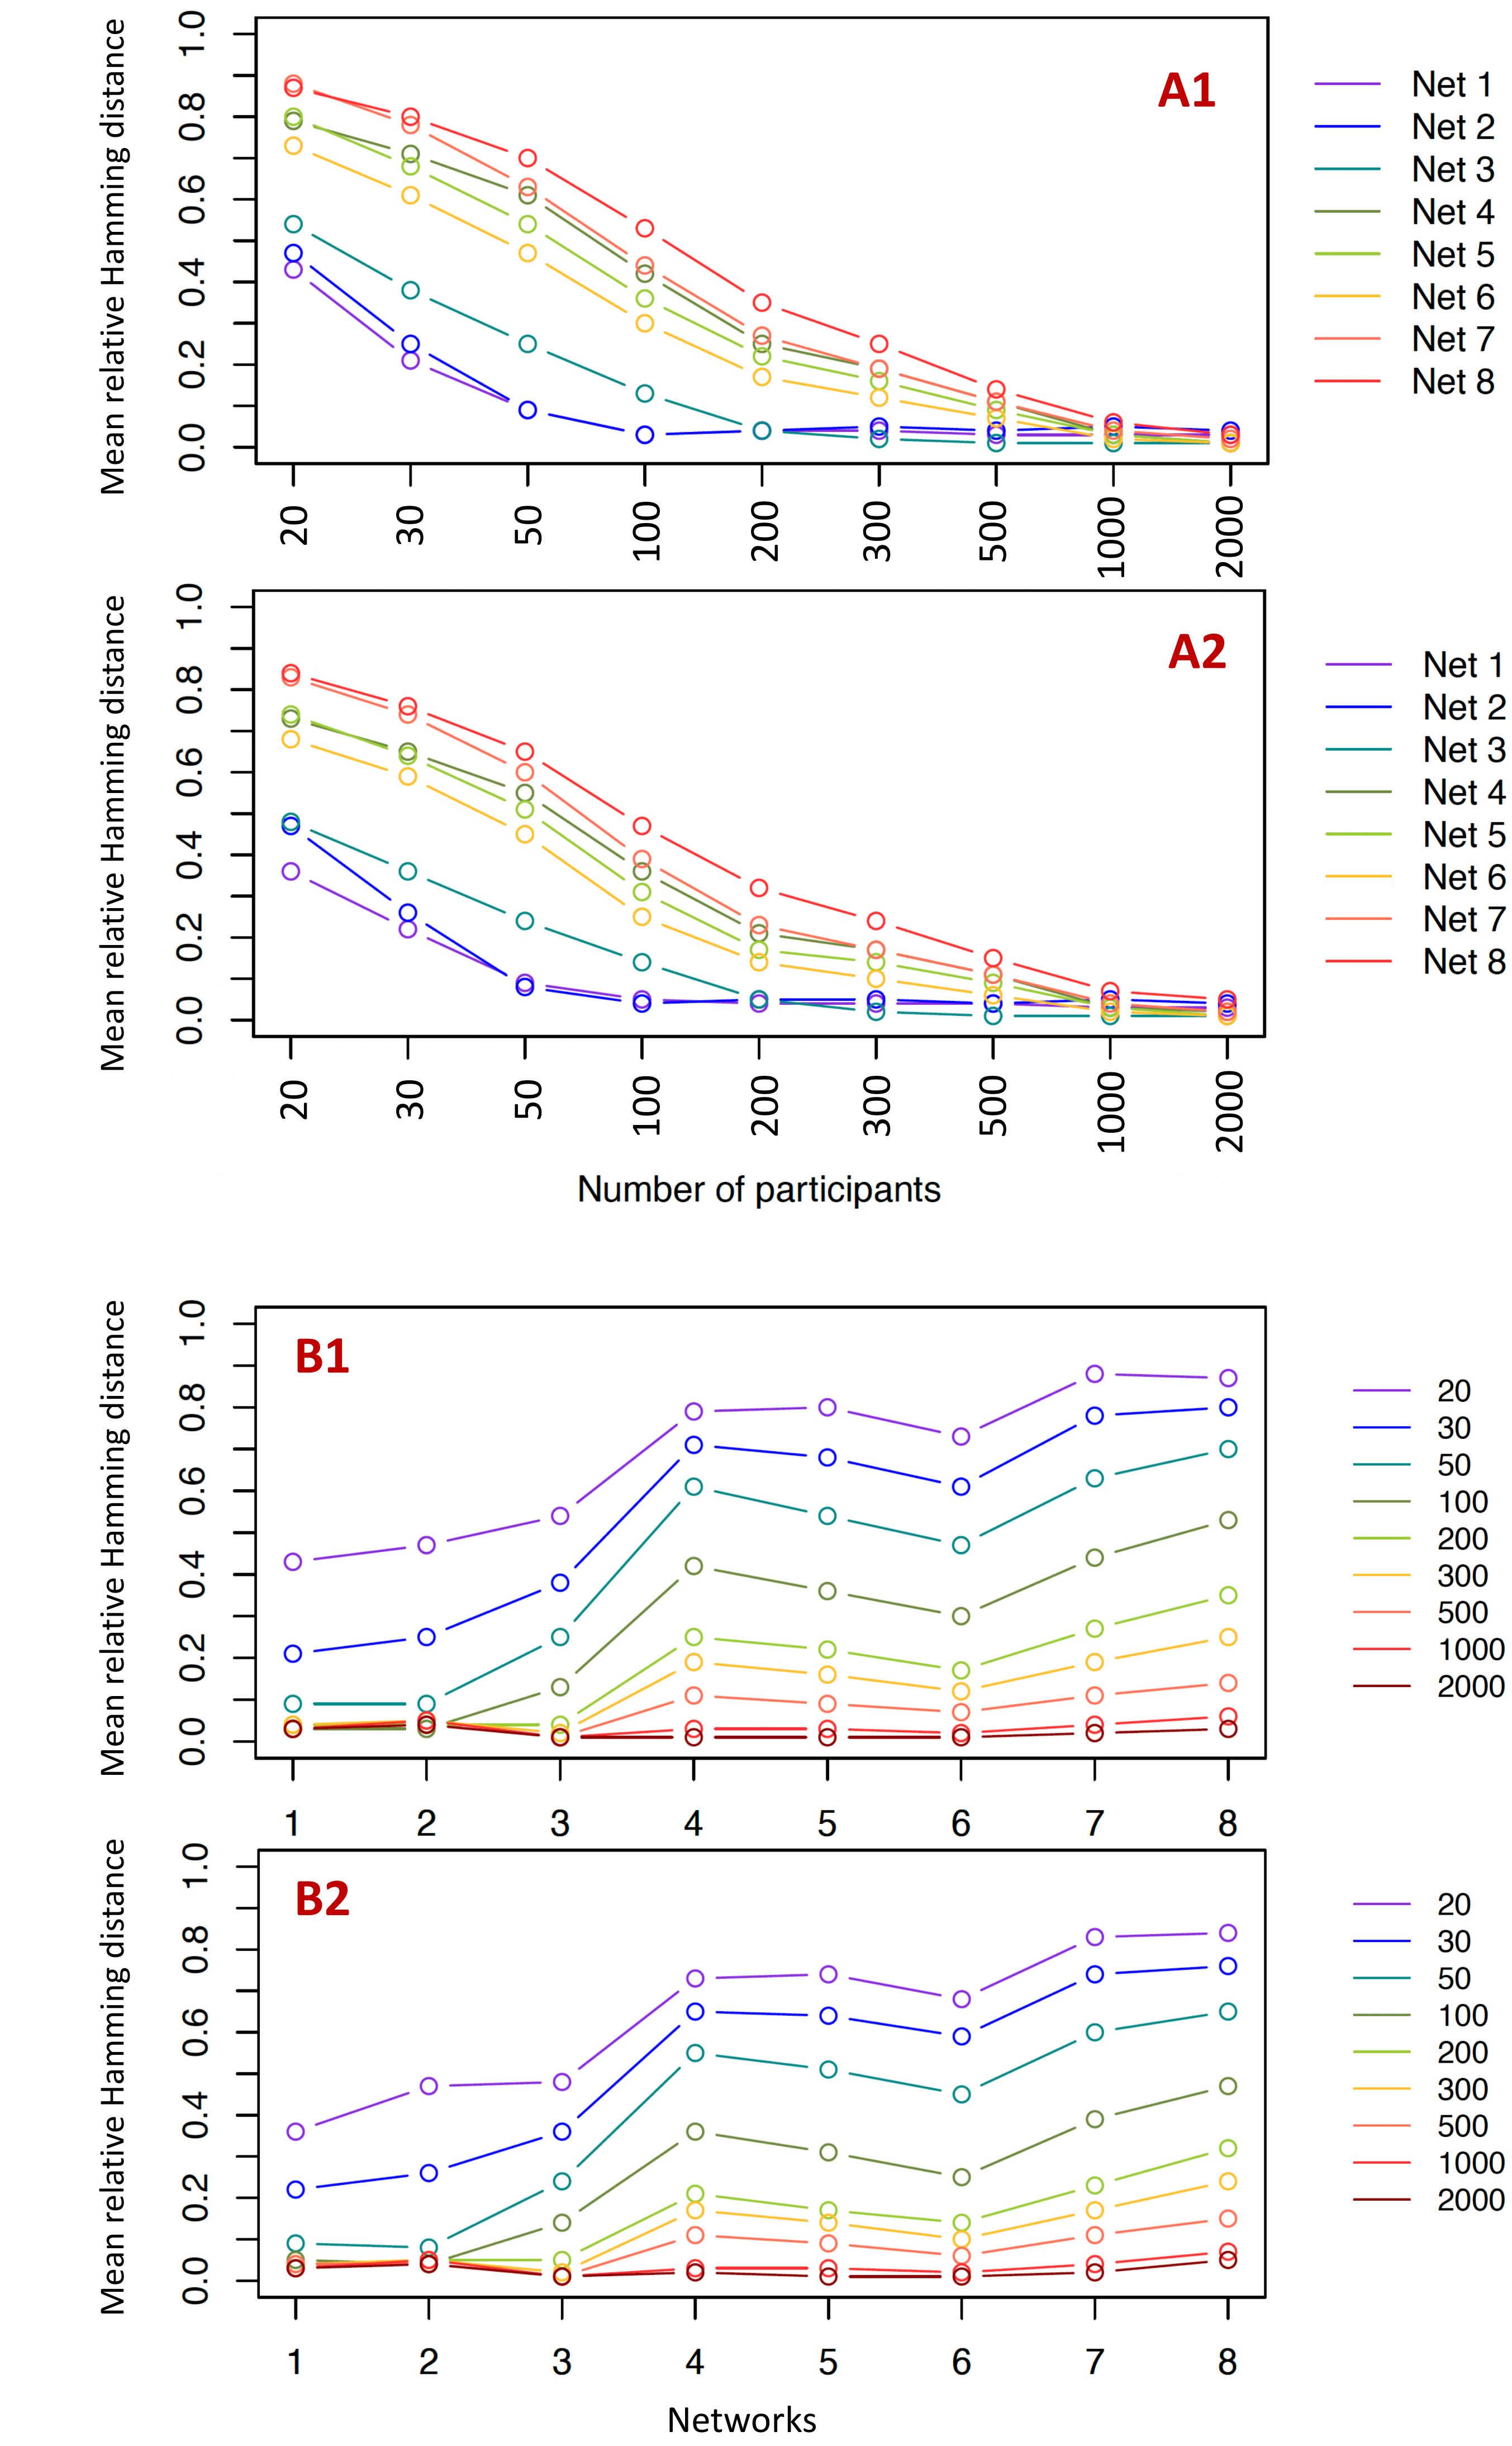 Mean relative Hamming distance
1.0
0.8
0.6
0.4
0.2
0.0
A1
20
30
50
100
200
300
500
1000
2000
Net 1
Net 2
Net 3
Net 4
Net 5
Net 6
Net 7
Net 8
Mean relative Hamming distance
1.0
0.8
0.6
0.4
0.2
0.0
A2
20
30
50
100
200
300
500
1000
2000
Number of participants
Net 1
Net 2
Net 3
Net 4
Net 5
Net 6
Net 7
Net 8
Mean relative Hamming distance
1.0
0.8
0.6
0.4
0.2
0.0
B1
1
2
3
4
5
6
7
8
20
30
50
100
200
300
500
1000
2000
Mean relative Hamming distance
1.0
0.8
0.6
0.4
0.2
0.0
B2
1
2
3
4
5
6
7
8
Networks
20
30
50
100
200
300
500
1000
2000